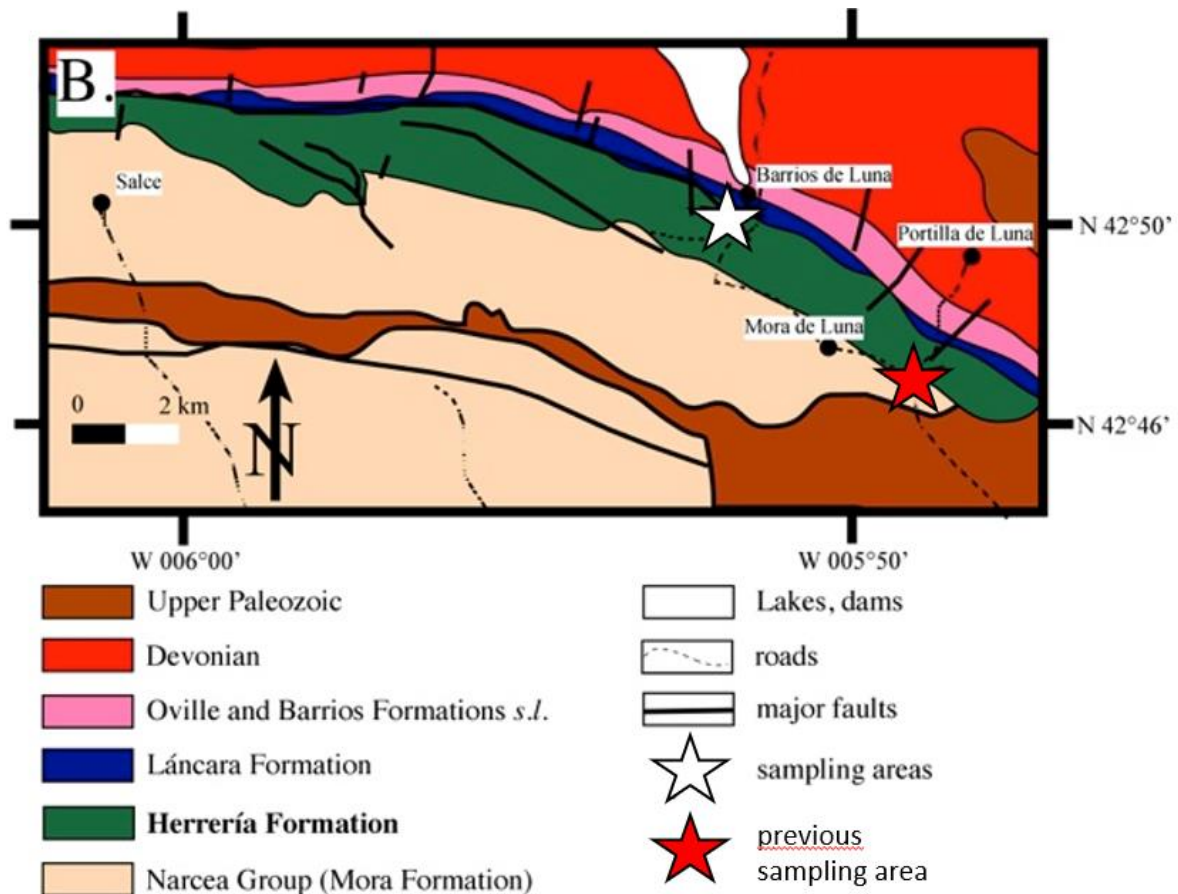 B.
Salce
Barrios de Luna
N 42°50'
Portilla de Luna
Mora de Luna
0 2 km
N
N 42°46'
W 006°00'
W 005°50'
Upper Paleozoic
Devonian
Oville and Barrios Formations s.l.
Láncara Formation
Herrería Formation
Narcea Group (Mora Formation)
Lakes, dams
roads
major faults
sampling areas
previous
sampling area